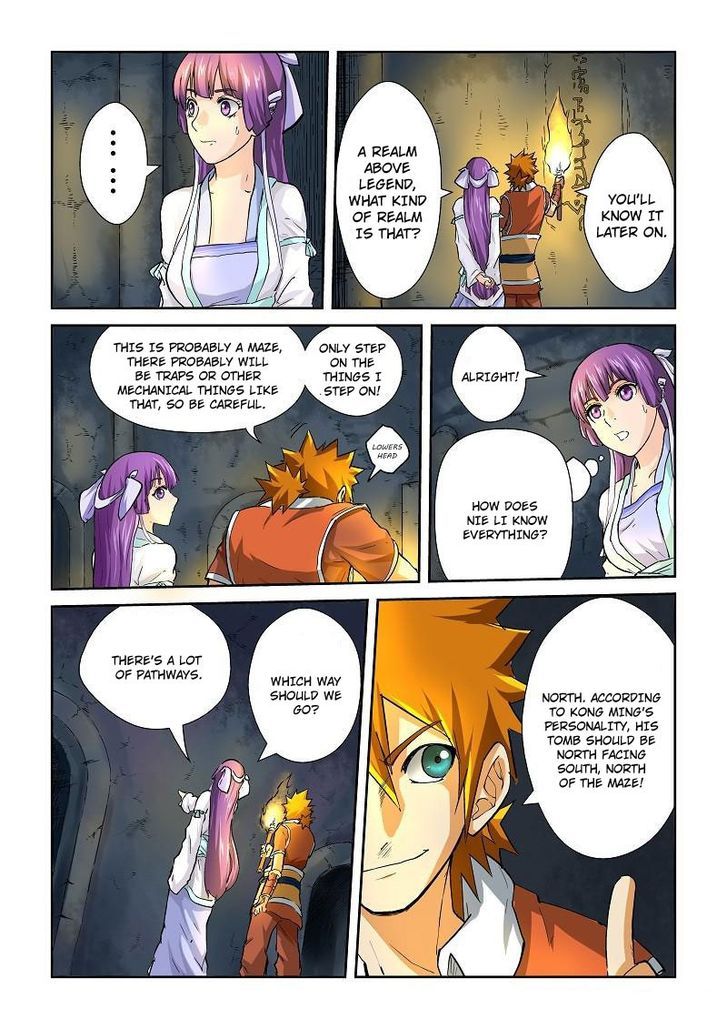 ....
A REALM
ABOVE
LEGEND,
WHAT KIND
OF REALM
IS THAT?
YOU'LL
KNOW IT
LATER ON.
THIS IS PROBABLY A MAZE,
THERE PROBABLY WILL
BE TRAPS OR OTHER
MECHANICAL THINGS LIKE
THAT, SO BE CAREFUL.
ONLY STEP
ON THE
THINGS I
STEP ON!
LOWERS
HEAD
ALRIGHT!
HOW DOES
NIE LI KNOW
EVERYTHING?
THERE'S A LOT
OF PATHWAYS.
WHICH WAY
SHOULD WE
GO?
NORTH. ACCORDING
TO KONG MING'S
PERSONALITY, HIS
TOMB SHOULD BE
NORTH FACING
SOUTH, NORTH
OF THE MAZE!